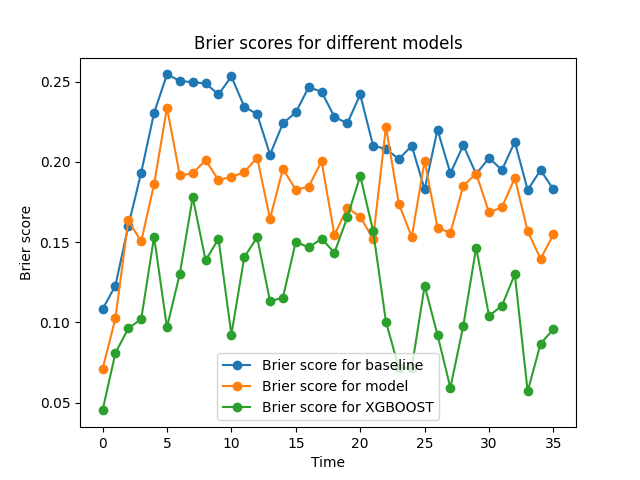 Brier scores for different models
Brier score
0.25
0.20
0.15
0.10
0.05
Brier score for baseline
Brier score for model
Brier score for XGBOOST
0 5 10 15 20 25 30 35
Time